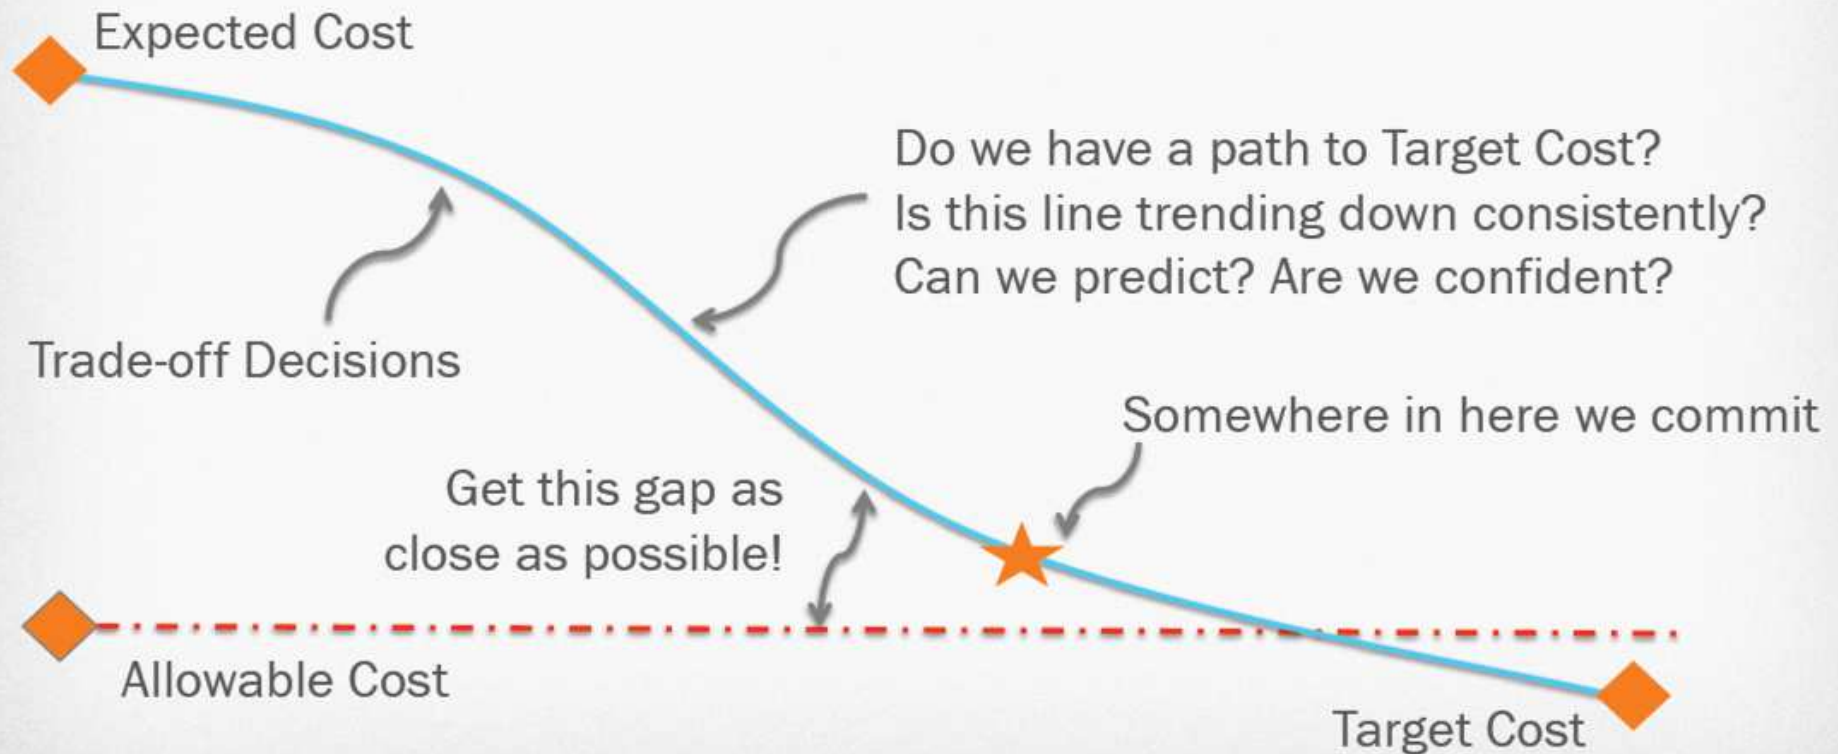 Expected Cost
Do we have a path to Target Cost?
Is this line trending down consistently?
Can we predict? Are we confident?
Trade-off Decisions
Somewhere in here we commit
Get this gap as
close as possible!
Allowable Cost
Target Cost